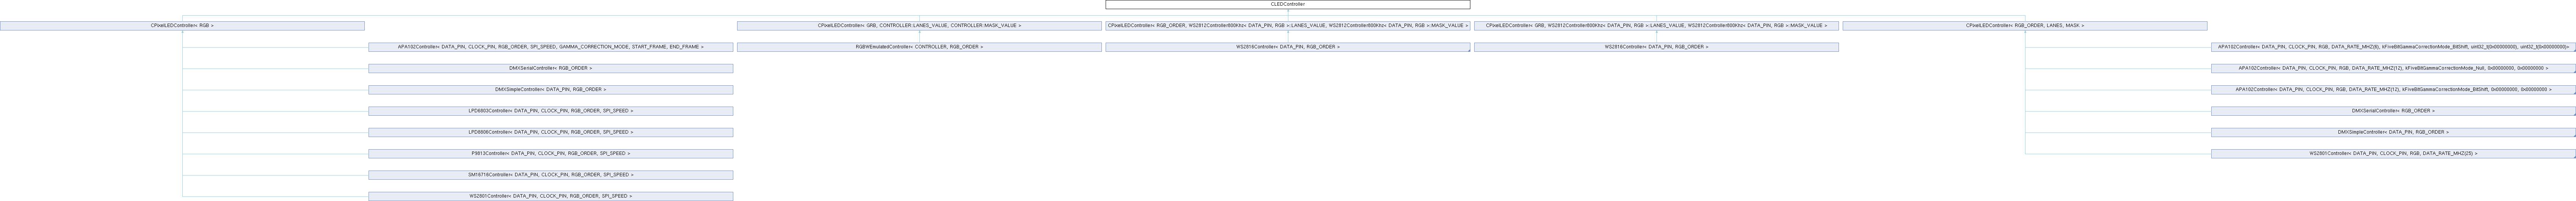 CLEDController
CPixelLEDController< RGB >
CPixelLEDController< GRB, CONTROLLER::LANES_VALUE, CONTROLLER::MASK_VALUE >
CPixelLEDController< RGB_ORDER, WS2812Controller800Khz< DATA_PIN, RGB >::LANES_VALUE, WS2812Controller800Khz< DATA_PIN, RGB >::MASK_VALUE >
CPixelLEDController< GRB, WS2812Controller800Khz< DATA_PIN, RGB >::LANES_VALUE, WS2812Controller800Khz< DATA_PIN, RGB >::MASK_VALUE >
CPixelLEDController< RGB_ORDER, LANES, MASK >
APA102Controller< DATA_PIN, CLOCK_PIN, RGB_ORDER, SPI_SPEED, GAMMA_CORRECTION_MODE, START_FRAME, END_FRAME >
DMXSerialController< RGB_ORDER >
DMXSimpleController< DATA_PIN, RGB_ORDER >
LPD6803Controller< DATA_PIN, CLOCK_PIN, RGB_ORDER, SPI_SPEED >
LPD8806Controller< DATA_PIN, CLOCK_PIN, RGB_ORDER, SPI_SPEED >
P9813Controller< DATA_PIN, CLOCK_PIN, RGB_ORDER, SPI_SPEED >
SM16716Controller< DATA_PIN, CLOCK_PIN, RGB_ORDER, SPI_SPEED >
WS2801Controller< DATA_PIN, CLOCK_PIN, RGB_ORDER, SPI_SPEED >
RGBWEmulatedController< CONTROLLER, RGB_ORDER >
WS2816Controller< DATA_PIN, RGB_ORDER >
WS2816Controller< DATA_PIN, RGB_ORDER >
APA102Controller< DATA_PIN, CLOCK_PIN, RGB, DATA_RATE_MHZ(6), kFiveBitGammaCorrectionMode_BitShift, uint32_t(0x00000000), uint32_t(0x00000000)>
APA102Controller< DATA_PIN, CLOCK_PIN, RGB, DATA_RATE_MHZ(12), kFiveBitGammaCorrectionMode_Null, 0x00000000, 0x00000000 >
APA102Controller< DATA_PIN, CLOCK_PIN, RGB, DATA_RATE_MHZ(12), kFiveBitGammaCorrectionMode_BitShift, 0x00000000, 0x00000000 >
DMXSerialController< RGB_ORDER >
DMXSimpleController< DATA_PIN, RGB_ORDER >
WS2801Controller< DATA_PIN, CLOCK_PIN, RGB, DATA_RATE_MHZ(25) >